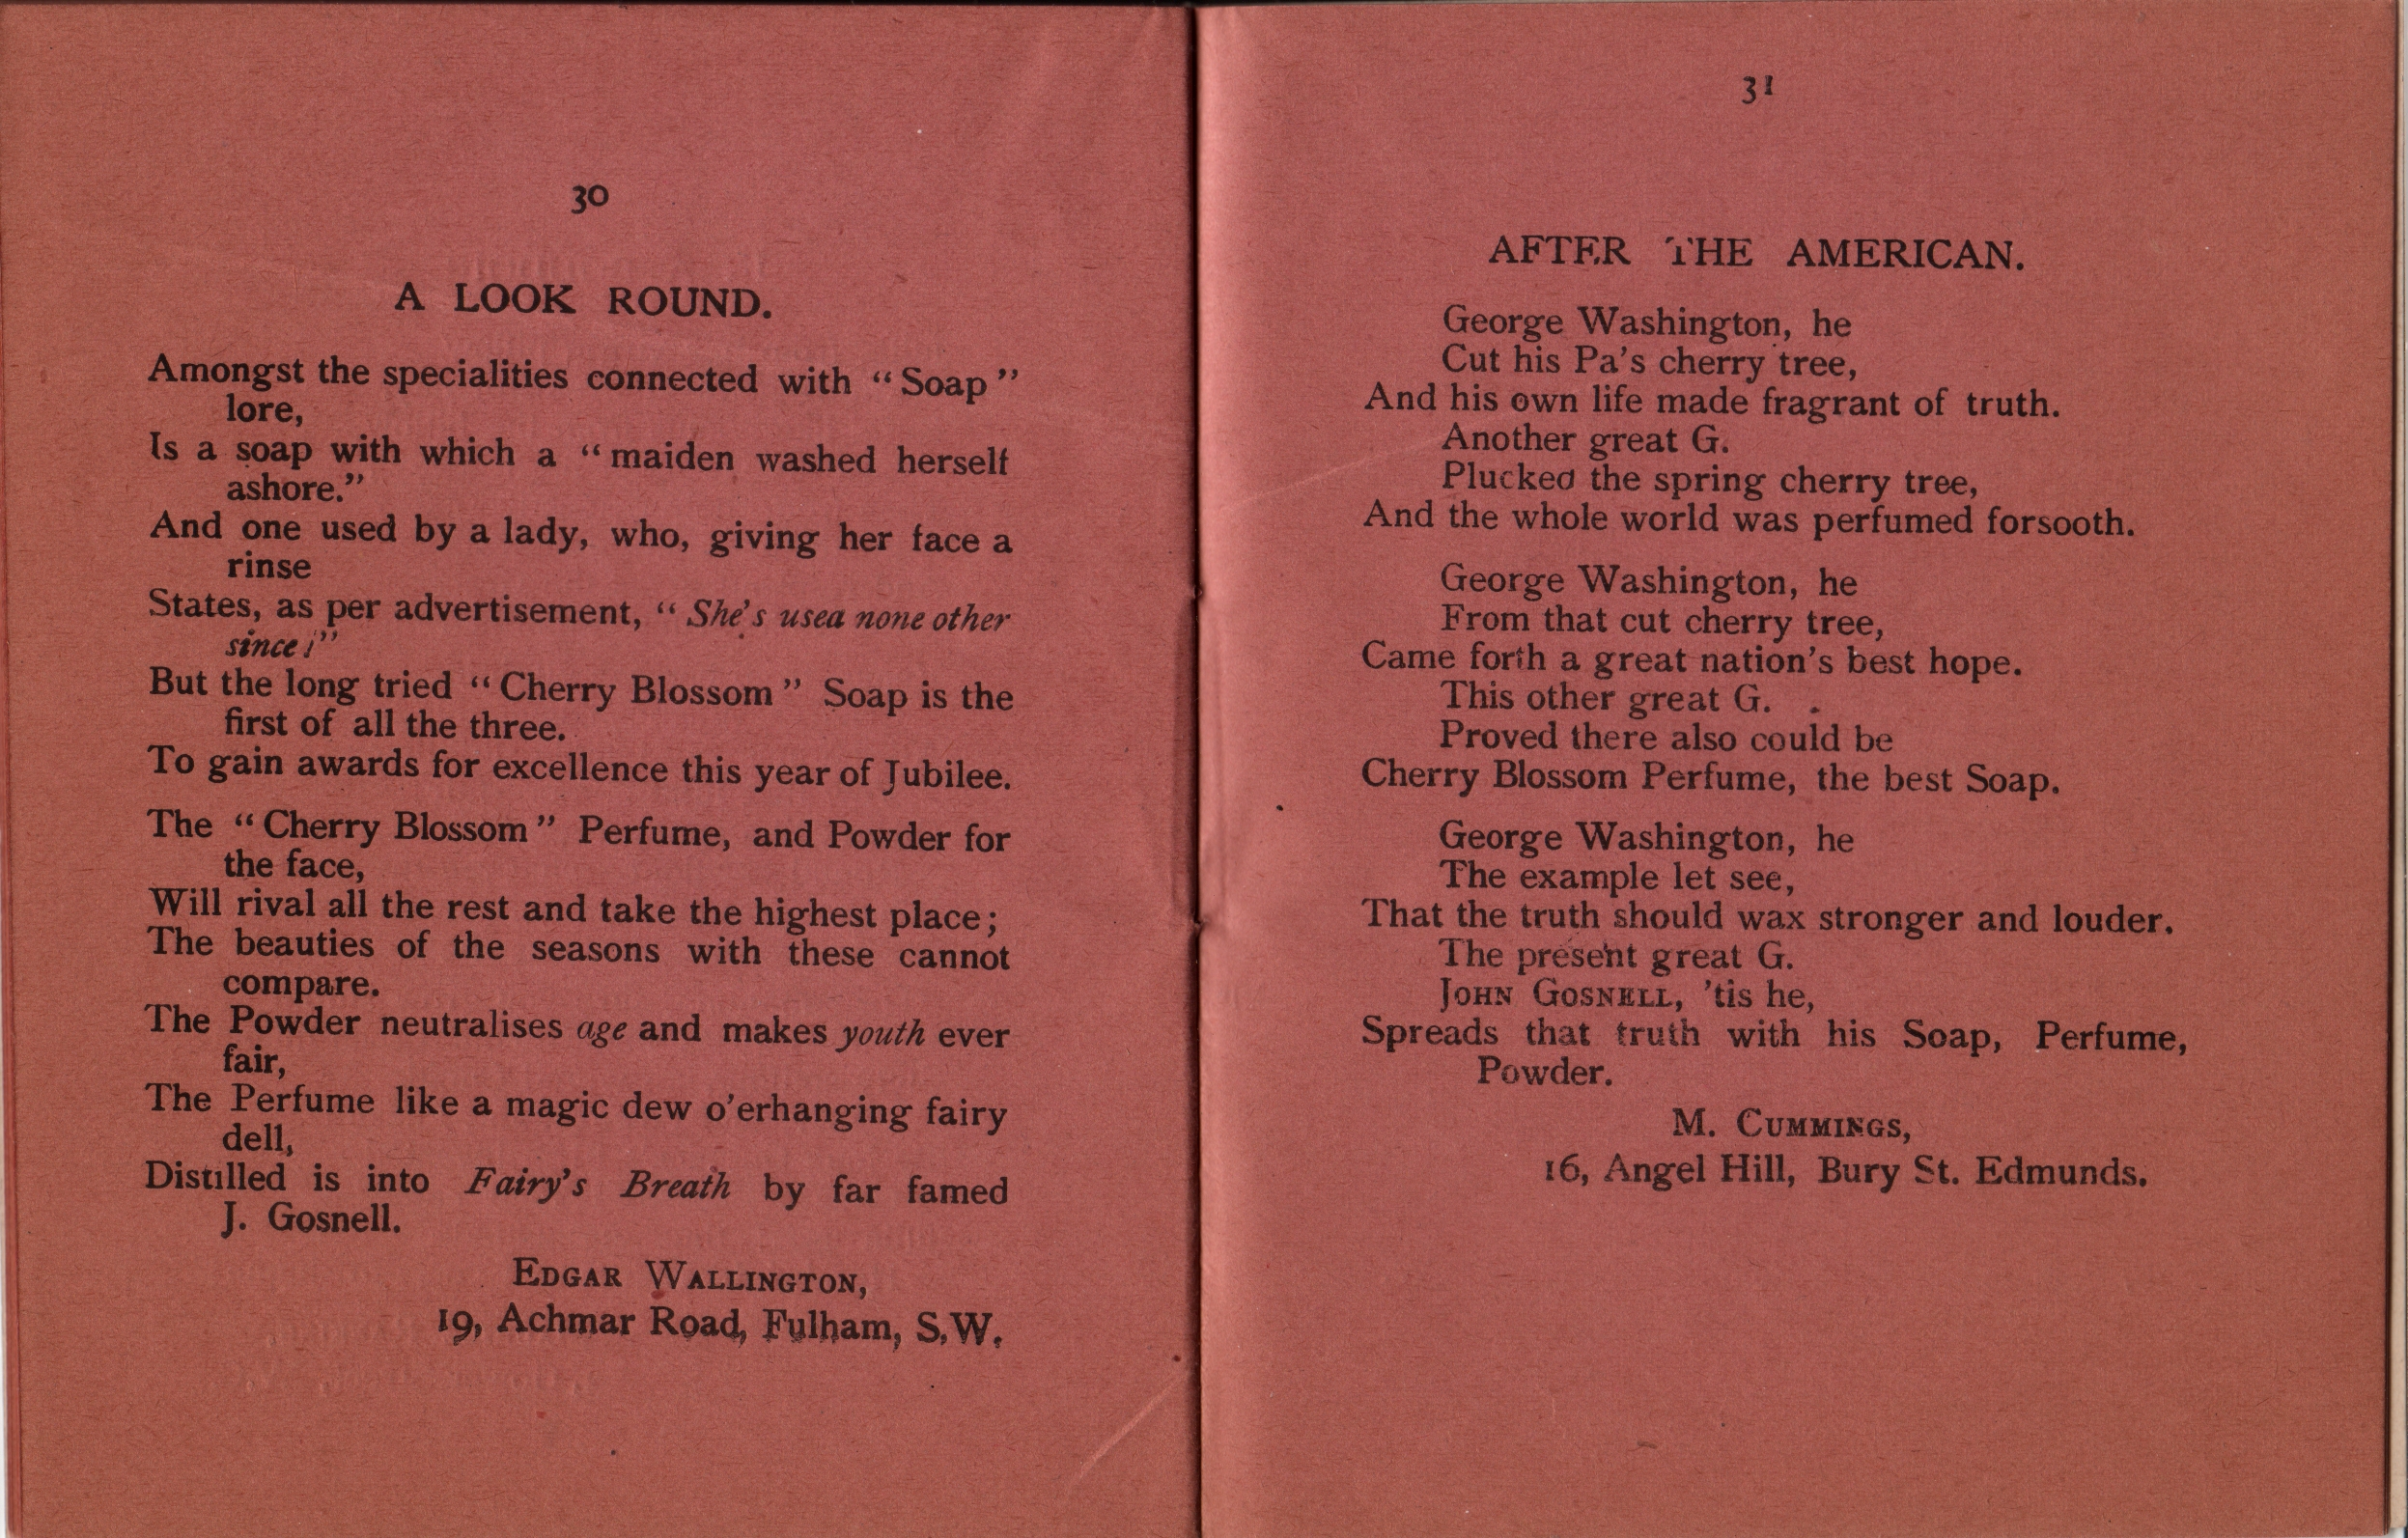 30
A LOOK ROUND.
Amongst the specialities connected with “Soap”
lore,
Is a soap with which a “maiden washed herself
ashore.”
And one used by a lady, who, giving her face a
rinse
States, as per advertisement, “She’s used none other
since!”
But the long tried “Cherry Blossom” Soap is the
first of all the three.
To gain awards for excellence this year of Jubilee.
The “Cherry Blossom” Perfume, and Powder for
the face,
Will rival all the rest and take the highest place;
The beauties of the seasons with these cannot
compare.
The Powder neutralises age and makes youth ever
fair,
The Perfume like a magic dew o’erhanging fairy
dell,
Distilled is into Fairy’s Breath by far famed
J. Gosnell.
EDGAR WALLINGTON,
19, Achmar Road, Fulham, S.W.
31
AFTER THE AMERICAN.
George Washington, he
Cut his Pa’s cherry tree,
And his own life made fragrant of truth.
Another great G.
Plucked the spring cherry tree,
And the whole world was perfumed forsooth.
George Washington, he
From that cut cherry tree,
Came forth a great nation’s best hope.
This other great G.
Proved there also could be
Cherry Blossom Perfume, the best Soap.
George Washington, he
The example let see,
That the truth should wax stronger and louder.
The present great G.
JOHN GOSNELL, ’tis he,
Spreads that truth with his Soap, Perfume,
Powder.
M. CUMMINGS,
16, Angel Hill, Bury St. Edmunds.